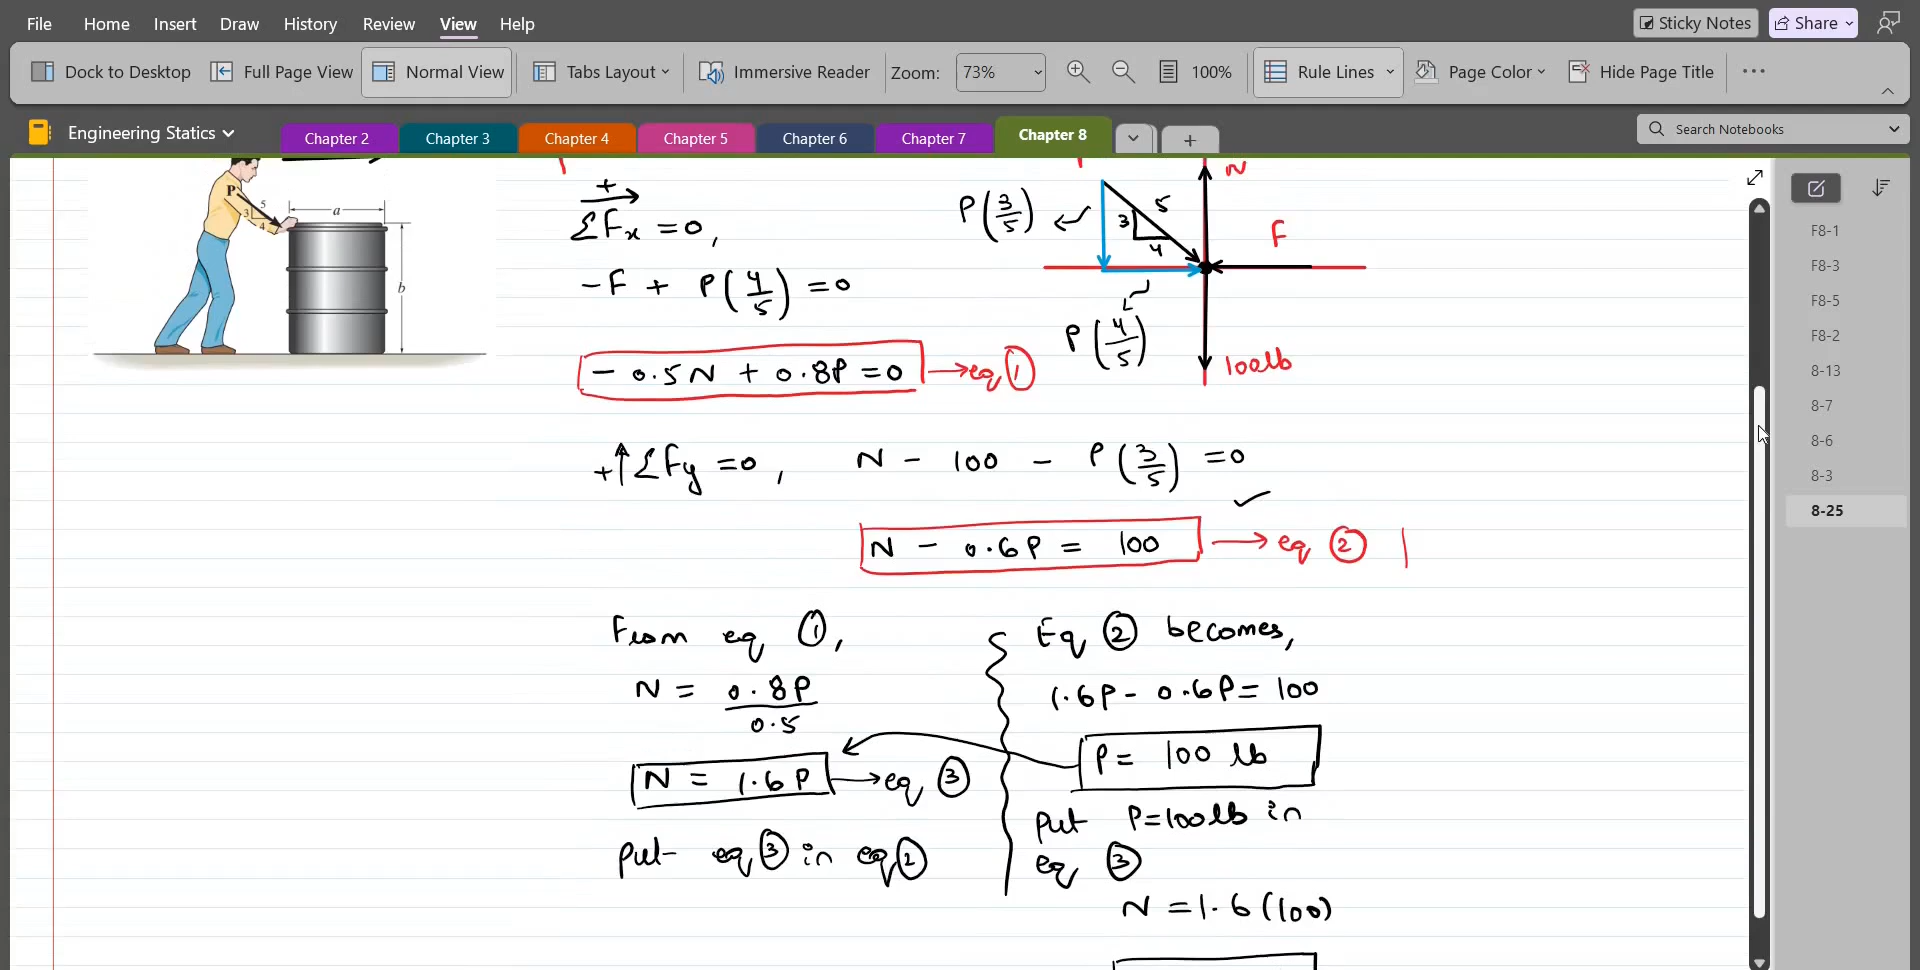 File Home Insert Draw History Review View Help
Sticky Notes Share
Dock to Desktop Full Page View Normal View Tabs Layout Immersive Reader Zoom: 73% 100% Rule Lines Page Color Hide Page Title
Engineering Statics Chapter 2 Chapter 3 Chapter 4 Chapter 5 Chapter 6 Chapter 7 Chapter 8 + Search Notebooks
F8-1
F8-3
F8-5
F8-2
8-13
8-7
8-6
8-3
8-25
P
5
3
4
a
b
+
ΣFx = 0,
-F + P(4/5) = 0
- 0.5N + 0.8P = 0 → eq ①
N
P(3/5)
3 5
4
F
P(4/5)
100lb
+↑ΣFy = 0, N - 100 - P(3/5) = 0
N - 0.6P = 100 → eq ②
From eq ①,
N = 0.8P/0.5
N = 1.6P → eq ③
put eq ③ in eq ②
Eq ② becomes,
1.6P - 0.6P = 100
P = 100 lb
put P=100lb in
eq ③
N = 1.6(100)